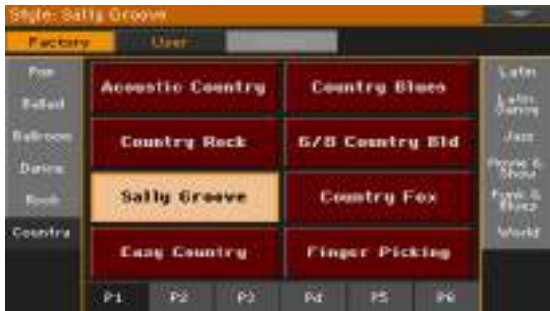 Style: Sally Groove
Factory User
Pop
Ballad
Ballroom
Dance
Rock
Country
Acoustic Country Country Blues
Country Rock 6/8 Country Bld
Sally Groove Country Fox
Easy Country Finger Picking
Latin
Latin Dance
Jazz
Movie & Show
Funk & Blues
World
P1 P2 P3 P4 P5 P6